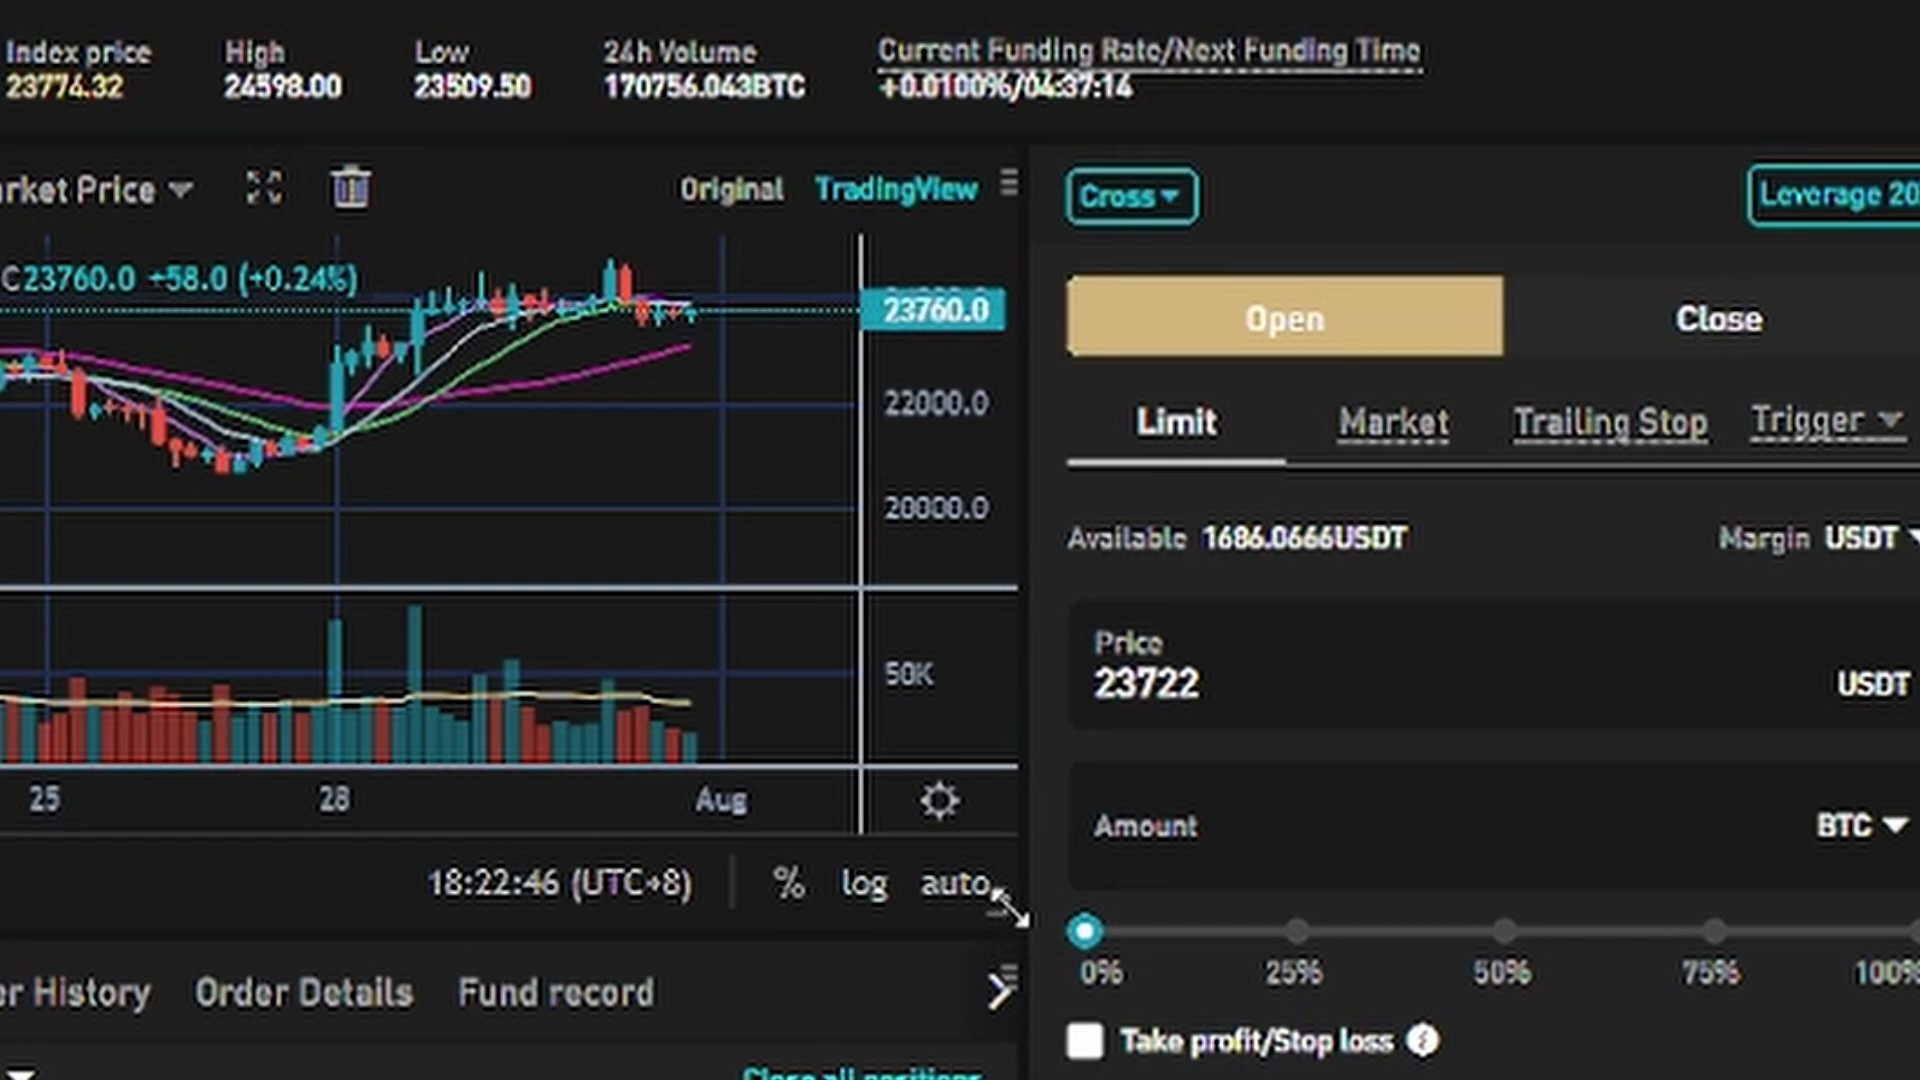 Index price High Low 24h Volume Current Funding Rate/Next Funding Time
23774.32 24598.00 23509.50 170756.043BTC +0.0100%/04:37:14
rket Price Original TradingView
Cross Leverage 20
C23760.0 +58.0 (+0.24%)
23760.0
22000.0
20000.0
50K
25 28 Aug
18:22:46 (UTC+8) % log auto
er History Order Details Fund record
Close all positions
Open Close
Limit Market Trailing Stop Trigger
Available 1686.0666USDT Margin USDT
Price
23722 USDT
Amount BTC
0% 25% 50% 75% 100%
Take profit/Stop loss